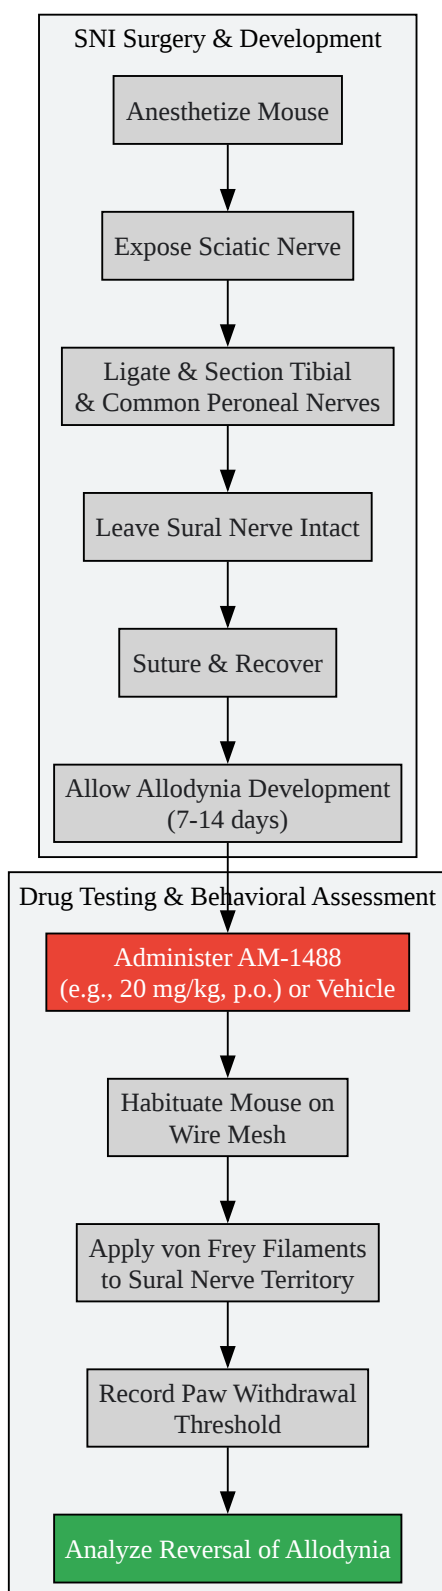 SNI Surgery & Development
Anesthetize Mouse
Expose Sciatic Nerve
Ligate & Section Tibial
& Common Peroneal Nerves
Leave Sural Nerve Intact
Suture & Recover
Allow Allodynia Development
(7-14 days)
Drug Testing & Behavioral Assessment
Administer AM-1488
(e.g., 20 mg/kg, p.o.) or Vehicle
Habituate Mouse on
Wire Mesh
Apply von Frey Filaments
to Sural Nerve Territory
Record Paw Withdrawal
Threshold
Analyze Reversal of Allodynia